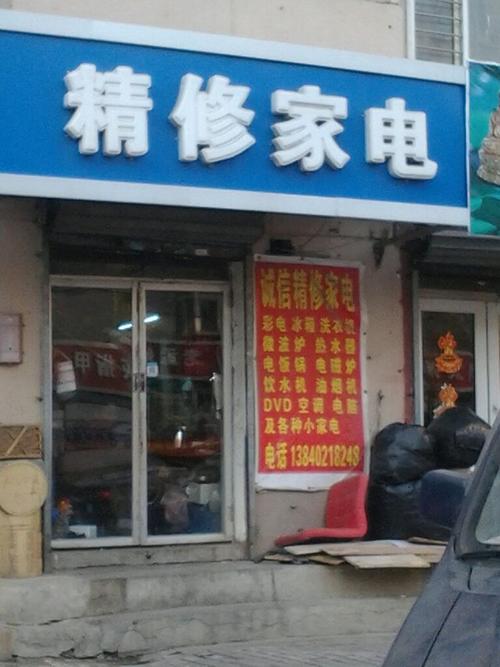 精修家电
诚信精修家电
彩电 冰箱 洗衣机
微波炉 热水器
电饭锅 电磁炉
饮水机 油烟机
DVD 空调 电脑
及各种小家电
电话 13840218248